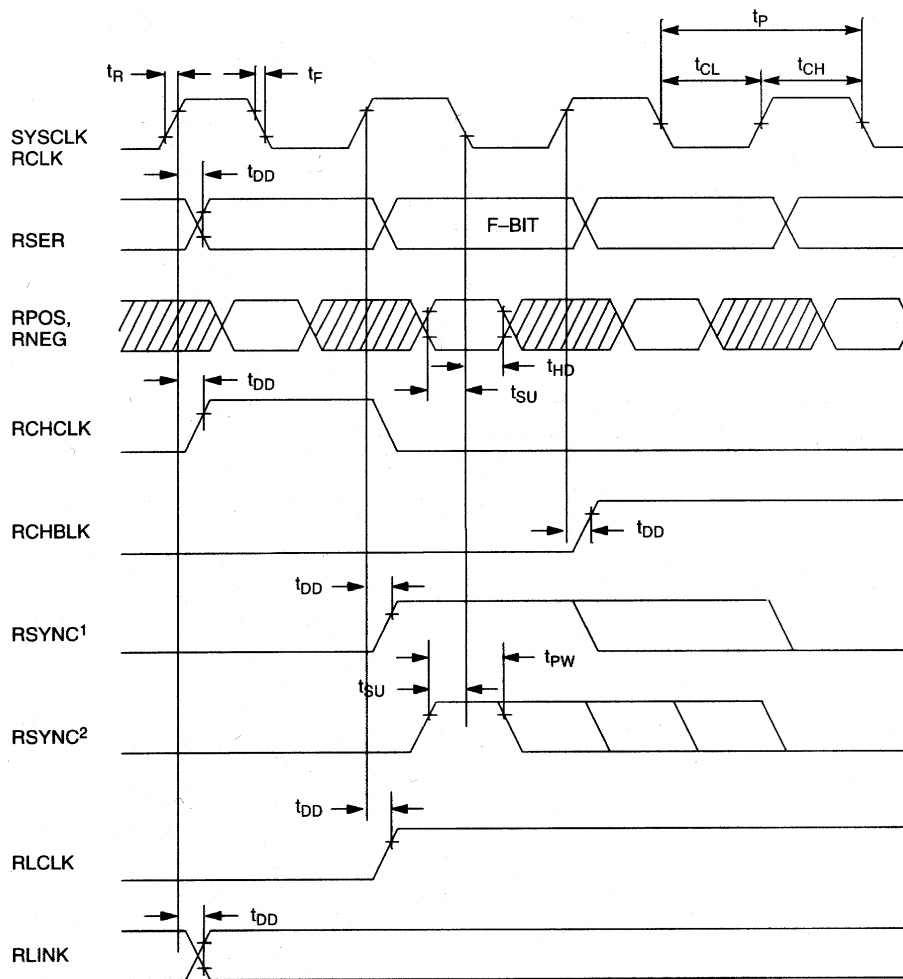 tP
tR
tF
tCL
tCH
SYSCLK
RCLK
tDD
RSER
F–BIT
RPOS,
RNEG
tHD
tDD
tSU
RCHCLK
RCHBLK
tDD
tDD
RSYNC1
tPW
tSU
RSYNC2
tDD
RLCLK
tDD
RLINK